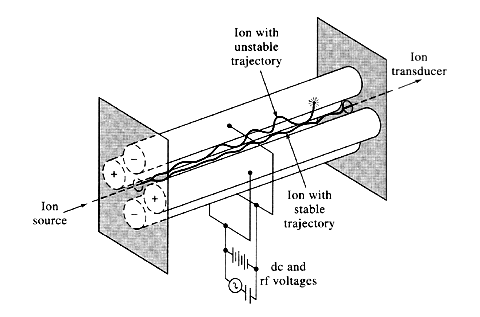 Ion with
unstable
trajectory
Ion
transducer
-
+
+
-
Ion
source
Ion with
stable
trajectory
dc and
rf voltages